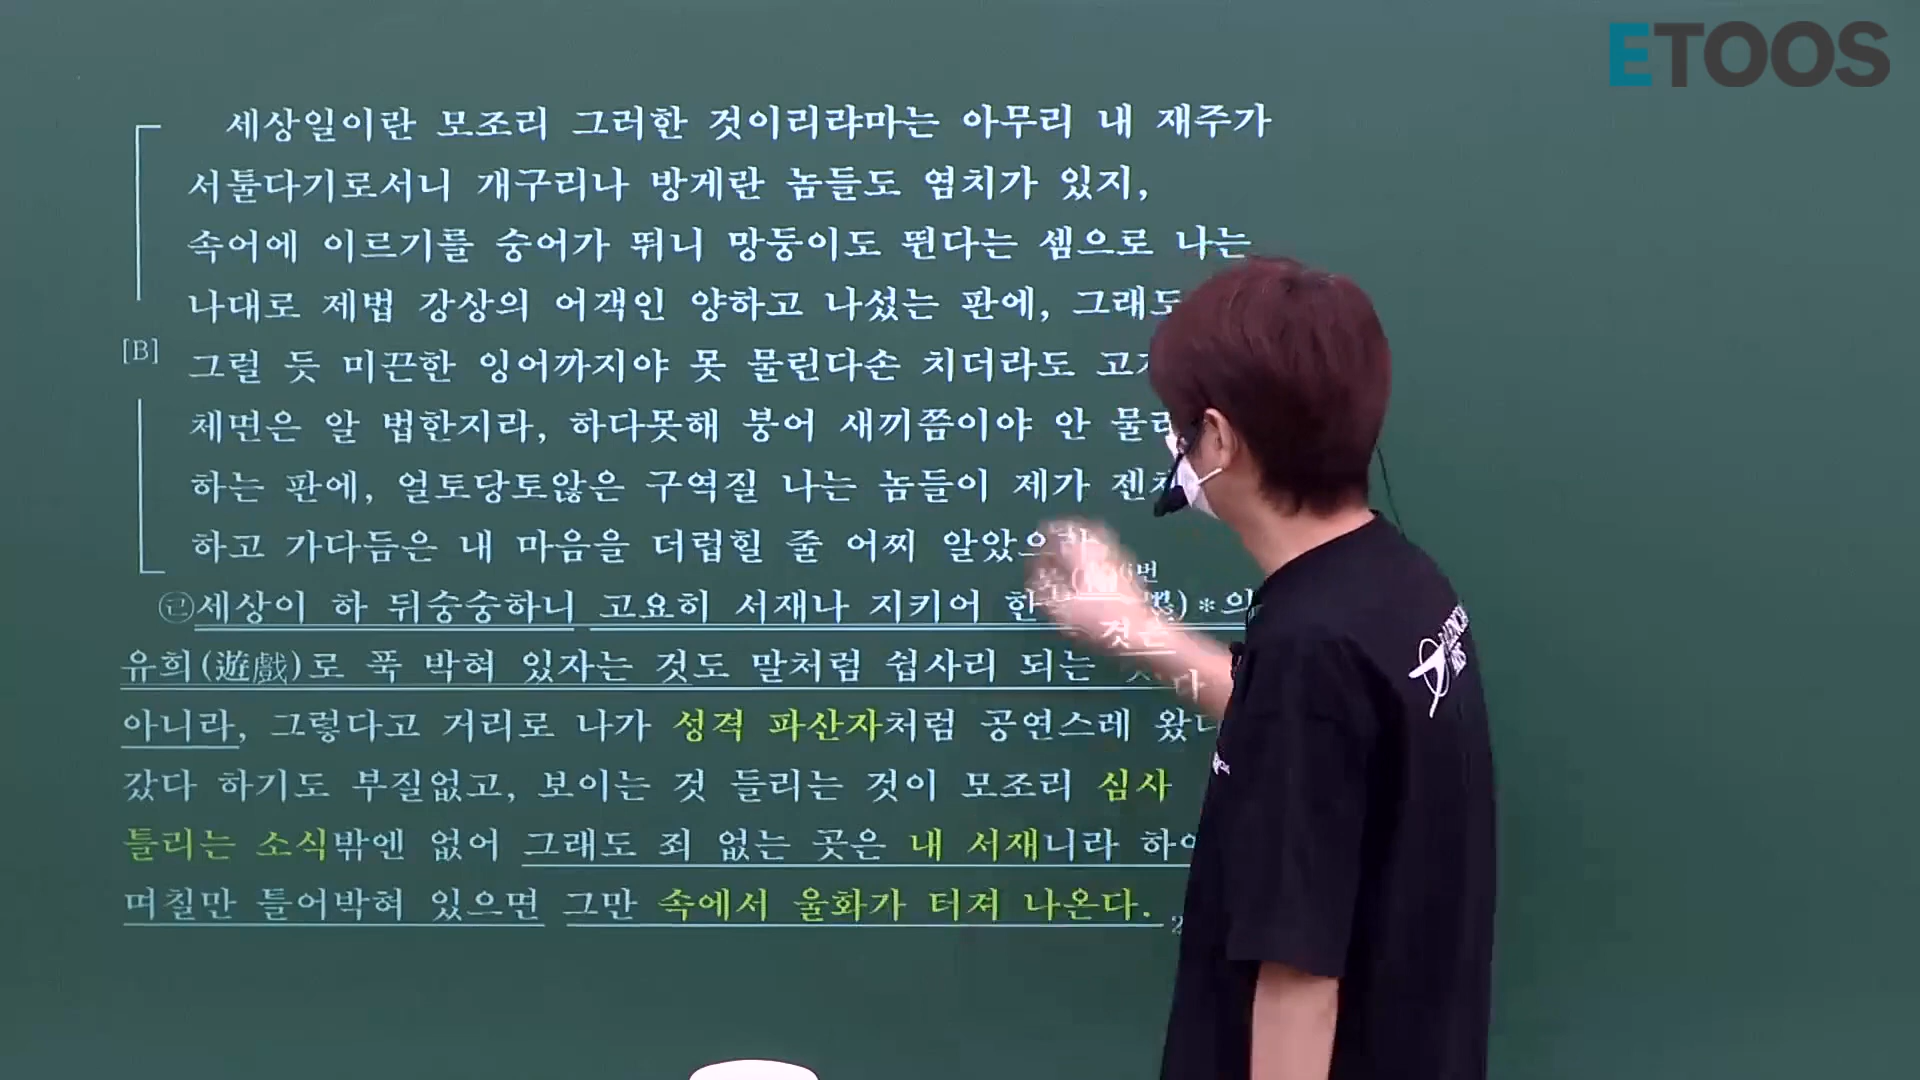 ETOOS
세상일이란 모조리 그러한 것이리랴마는 아무리 내 재주가
서툴다기로서니 개구리나 방게란 놈들도 염치가 있지,
속어에 이르기를 숭어가 뛰니 망둥이도 뛴다는 셈으로 나는
나대로 제법 강상의 어객인 양하고 나섰는 판에, 그래도
[B]
그럴 듯 미끈한 잉어까지야 못 물린다손 치더라도
체면은 알 법한지라, 하다못해 붕어 새끼쯤이야 안
하는 판에, 얼토당토않은 구역질 나는 놈들이 제가
하고 가다듬은 내 마음을 더럽힐 줄 어찌
번
㉣세상이 하 뒤숭숭하니 고요히 서재나 지키어 )*의
것은
유희(遊戲)로 푹 박혀 있자는 것도 말처럼 쉽사리 되는 다
아니라, 그렇다고 거리로 나가 성격 파산자처럼 공연스레
갔다 하기도 부질없고, 보이는 것 들리는 것이 모조리 심사
틀리는 소식밖엔 없어 그래도 죄 없는 곳은 내 서재니라
며칠만 틀어박혀 있으면 그만 속에서 울화가 터져 나온다.